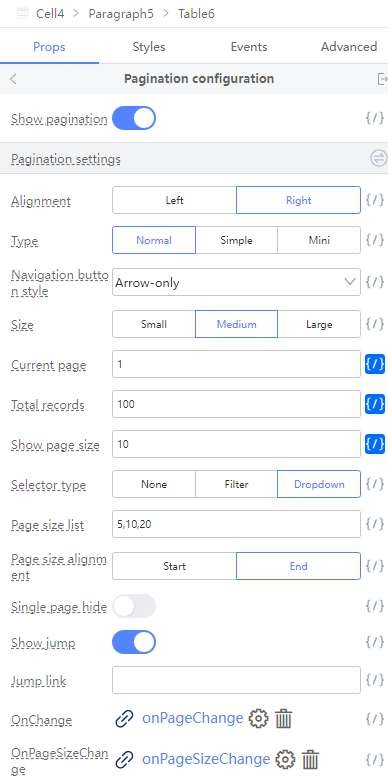 Cell4 > Paragraph5 > Table6
Props Styles Events Advanced
< Pagination configuration
Show pagination {/}
Pagination settings
Alignment Left Right {/}
Type Normal Simple Mini {/}
Navigation butto
n style Arrow-only {/}
Size Small Medium Large {/}
Current page 1 {/}
Total records 100 {/}
Show page size 10 {/}
Selector type None Filter Dropdown {/}
Page size list 5,10,20 {/}
Page size alignm
ent Start End {/}
Single page hide {/}
Show jump {/}
Jump link {/}
OnChange onPageChange
OnPageSizeChan
ge onPageSizeChange